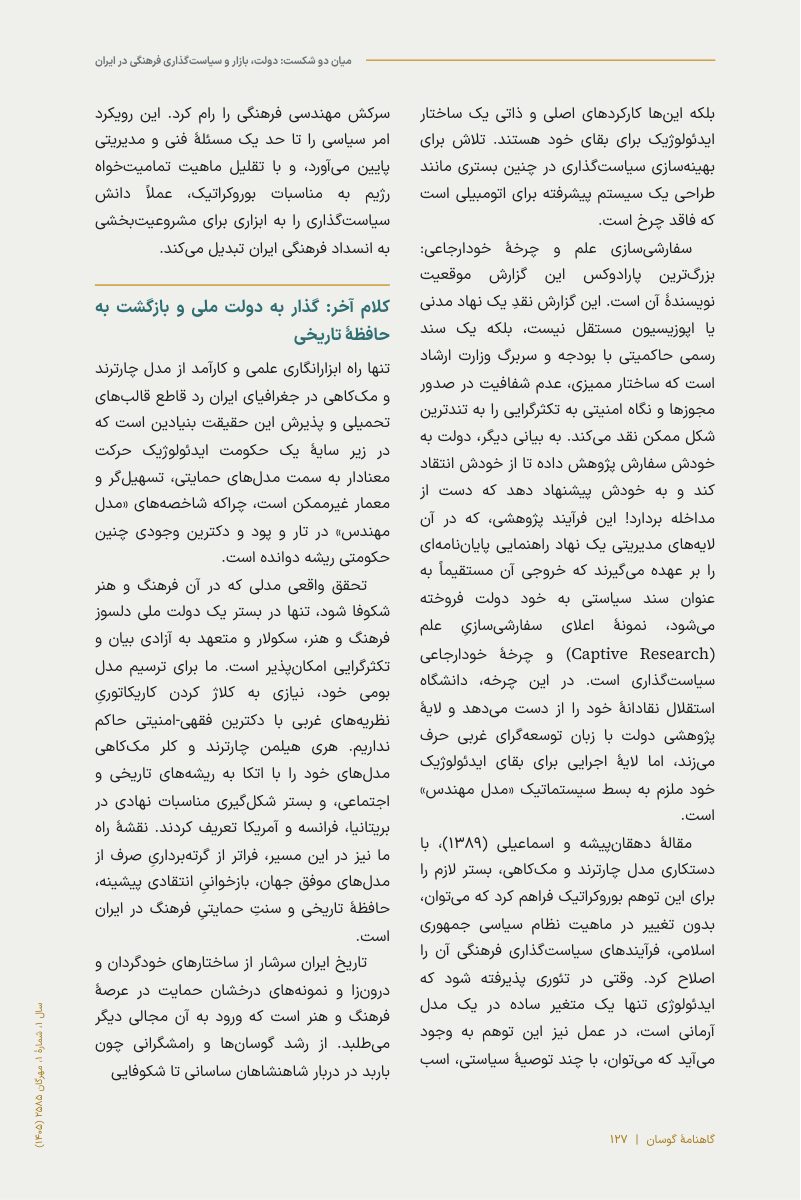 میان دو شکست: دولت، بازار و سیاست‌گذاری فرهنگی در ایران
بلکه این‌ها کارکردهای اصلی و ذاتی یک ساختار
ایدئولوژیک برای بقای خود هستند. تلاش برای
بهینه‌سازی سیاست‌گذاری در چنین بستری مانند
طراحی یک سیستم پیشرفته برای اتومبیلی است
که فاقد چرخ است.
سفارشی‌سازی علم و چرخهٔ خودارجاعی:
بزرگ‌ترین پارادوکس این گزارش موقعیت
نویسندهٔ آن است. این گزارش نقدِ یک نهاد مدنی
یا اپوزیسیون مستقل نیست، بلکه یک سند
رسمی حاکمیتی با بودجه و سربرگ وزارت ارشاد
است که ساختار ممیزی، عدم شفافیت در صدور
مجوزها و نگاه امنیتی به تکثرگرایی را به تندترین
شکل ممکن نقد می‌کند. به بیانی دیگر، دولت به
خودش سفارش پژوهش داده تا از خودش انتقاد
کند و به خودش پیشنهاد دهد که دست از
مداخله بردارد! این فرآیند پژوهشی، که در آن
لایه‌های مدیریتی یک نهاد راهنمایی پایان‌نامه‌ای
را بر عهده می‌گیرند که خروجی آن مستقیماً به
عنوان سند سیاستی به خود دولت فروخته
می‌شود، نمونهٔ اعلای سفارشی‌سازیِ علم
(Captive Research) و چرخهٔ خودارجاعی
سیاست‌گذاری است. در این چرخه، دانشگاه
استقلال نقادانهٔ خود را از دست می‌دهد و لایهٔ
پژوهشی دولت با زبان توسعه‌گرای غربی حرف
می‌زند، اما لایهٔ اجرایی برای بقای ایدئولوژیک
خود ملزم به بسط سیستماتیک «مدل مهندس»
است.
مقالهٔ دهقان‌پیشه و اسماعیلی (۱۳۸۹)، با
دستکاری مدل چارترند و مک‌کاهی، بستر لازم را
برای این توهم بوروکراتیک فراهم کرد که می‌توان،
بدون تغییر در ماهیت نظام سیاسی جمهوری
اسلامی، فرآیندهای سیاست‌گذاری فرهنگی آن را
اصلاح کرد. وقتی در تئوری پذیرفته شود که
ایدئولوژی تنها یک متغیر ساده در یک مدل
آرمانی است، در عمل نیز این توهم به وجود
می‌آید که می‌توان، با چند توصیهٔ سیاستی، اسب
سرکش مهندسی فرهنگی را رام کرد. این رویکرد
امر سیاسی را تا حد یک مسئلهٔ فنی و مدیریتی
پایین می‌آورد، و با تقلیل ماهیت تمامیت‌خواه
رژیم به مناسبات بوروکراتیک، عملاً دانش
سیاست‌گذاری را به ابزاری برای مشروعیت‌بخشی
به انسداد فرهنگی ایران تبدیل می‌کند.
کلام آخر: گذار به دولت ملی و بازگشت به
حافظهٔ تاریخی
تنها راه ابزارانگاری علمی و کارآمد از مدل چارترند
و مک‌کاهی در جغرافیای ایران رد قاطع قالب‌های
تحمیلی و پذیرش این حقیقت بنیادین است که
در زیر سایهٔ یک حکومت ایدئولوژیک حرکت
معنادار به سمت مدل‌های حمایتی، تسهیل‌گر و
معمار غیرممکن است، چراکه شاخصه‌های «مدل
مهندس» در تار و پود و دکترین وجودی چنین
حکومتی ریشه دوانده است.
تحقق واقعی مدلی که در آن فرهنگ و هنر
شکوفا شود، تنها در بستر یک دولت ملی دلسوز
فرهنگ و هنر، سکولار و متعهد به آزادی بیان و
تکثرگرایی امکان‌پذیر است. ما برای ترسیم مدل
بومی خود، نیازی به کلاژ کردن کاریکاتوریِ
نظریه‌های غربی با دکترین فقهی-امنیتی حاکم
نداریم. هری هیلمن چارترند و کلر مک‌کاهی
مدل‌های خود را با اتکا به ریشه‌های تاریخی و
اجتماعی، و بستر شکل‌گیری مناسبات نهادی در
بریتانیا، فرانسه و آمریکا تعریف کردند. نقشهٔ راه
ما نیز در این مسیر، فراتر از گرته‌برداریِ صرف از
مدل‌های موفق جهان، بازخوانیِ انتقادی پیشینه،
حافظهٔ تاریخی و سنتِ حمایتیِ فرهنگ در ایران
است.
تاریخ ایران سرشار از ساختارهای خودگردان و
درون‌زا و نمونه‌های درخشان حمایت در عرصهٔ
فرهنگ و هنر است که ورود به آن مجالی دیگر
می‌طلبد. از رشد گوسان‌ها و رامشگرانی چون
باربد در دربار شاهنشاهان ساسانی تا شکوفایی
سال ۱، شمارهٔ ۱، مهرگان ۲۵۸۵ (۱۴۰۵)
گاهنامهٔ گوسان | ۱۲۷